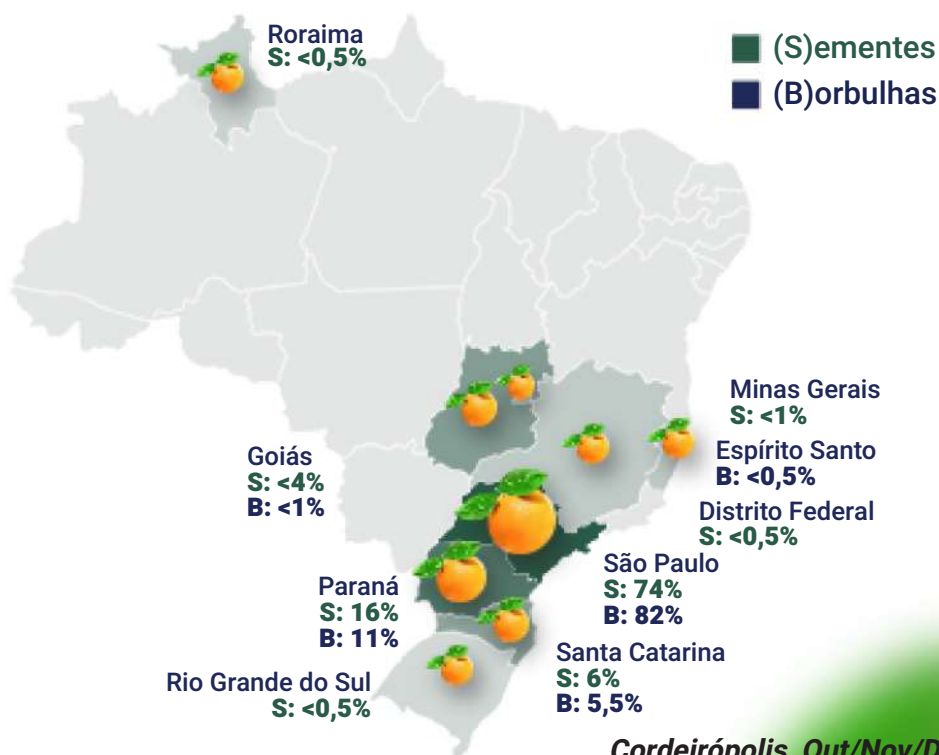 Roraima
S: <0,5%
(S)ementes
(B)orbulhas
Minas Gerais
S: <1%
Espírito Santo
B: <0,5%
Distrito Federal
S: <0,5%
Goiás
S: <4%
B: <1%
São Paulo
S: 74%
B: 82%
Paraná
S: 16%
B: 11%
Santa Catarina
S: 6%
B: 5,5%
Rio Grande do Sul
S: <0,5%
Cordeirópolis, Out/Nov/D